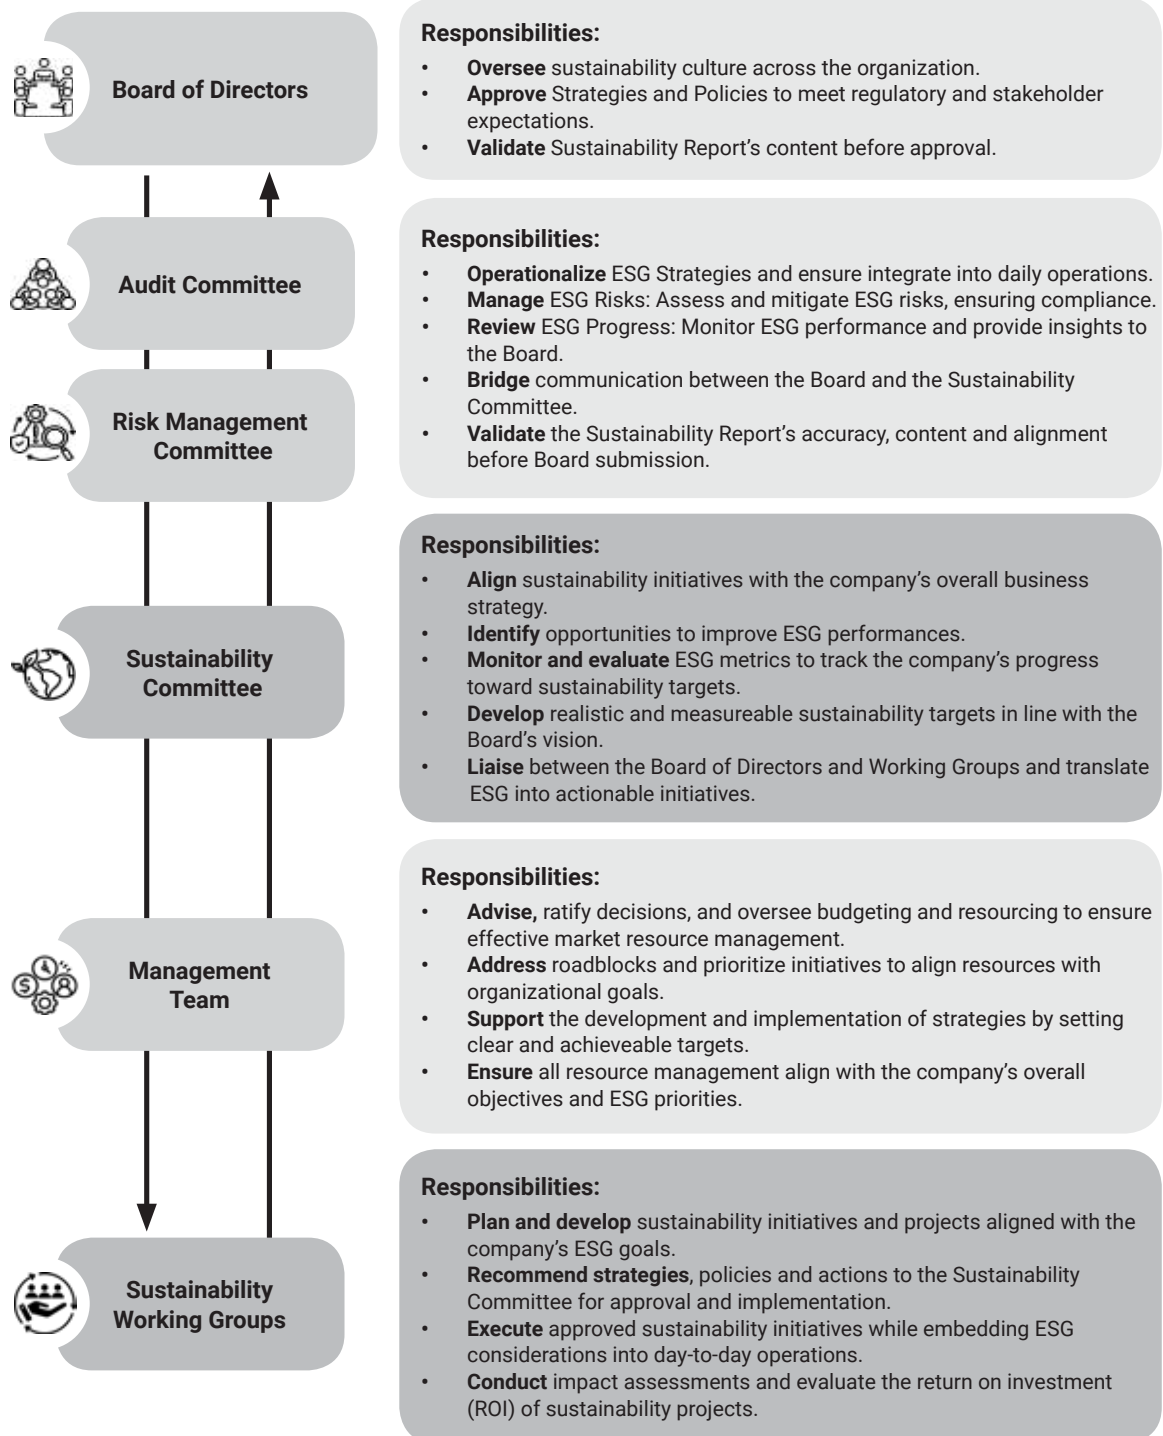 Board of Directors
Responsibilities:
• Oversee sustainability culture across the organization.
• Approve Strategies and Policies to meet regulatory and stakeholder
expectations.
• Validate Sustainability Report’s content before approval.
Audit Committee
Risk Management
Committee
Responsibilities:
• Operationalize ESG Strategies and ensure integrate into daily operations.
• Manage ESG Risks: Assess and mitigate ESG risks, ensuring compliance.
• Review ESG Progress: Monitor ESG performance and provide insights to
the Board.
• Bridge communication between the Board and the Sustainability
Committee.
• Validate the Sustainability Report’s accuracy, content and alignment
before Board submission.
Sustainability
Committee
Responsibilities:
• Align sustainability initiatives with the company’s overall business
strategy.
• Identify opportunities to improve ESG performances.
• Monitor and evaluate ESG metrics to track the company’s progress
toward sustainability targets.
• Develop realistic and measureable sustainability targets in line with the
Board’s vision.
• Liaise between the Board of Directors and Working Groups and translate
ESG into actionable initiatives.
Management
Team
Responsibilities:
• Advise, ratify decisions, and oversee budgeting and resourcing to ensure
effective market resource management.
• Address roadblocks and prioritize initiatives to align resources with
organizational goals.
• Support the development and implementation of strategies by setting
clear and achieveable targets.
• Ensure all resource management align with the company’s overall
objectives and ESG priorities.
Sustainability
Working Groups
Responsibilities:
• Plan and develop sustainability initiatives and projects aligned with the
company’s ESG goals.
• Recommend strategies, policies and actions to the Sustainability
Committee for approval and implementation.
• Execute approved sustainability initiatives while embedding ESG
considerations into day-to-day operations.
• Conduct impact assessments and evaluate the return on investment
(ROI) of sustainability projects.